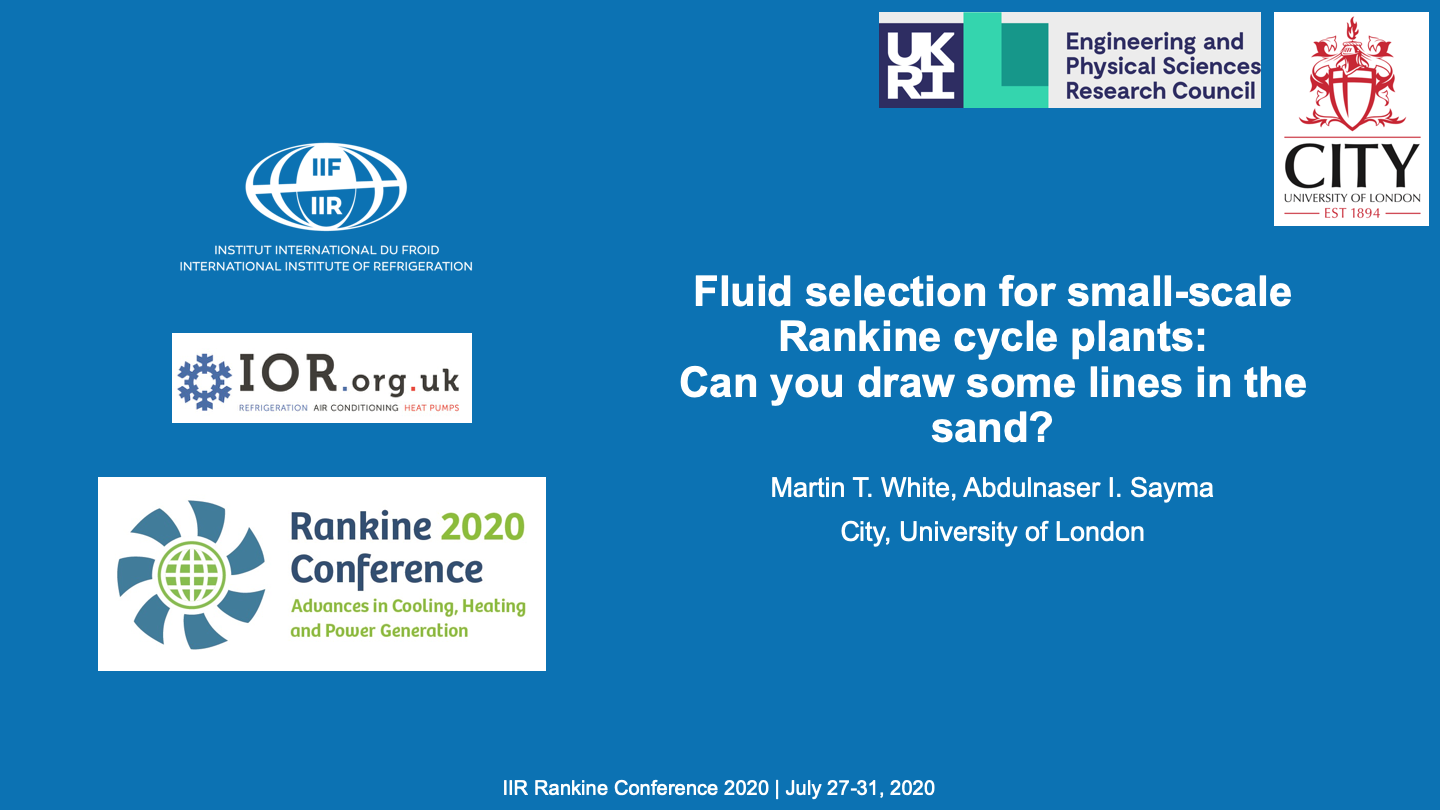 UK
RI
Engineering and
Physical Sciences
Research Council
CITY
UNIVERSITY OF LONDON
EST 1894
IIF
IIR
INSTITUT INTERNATIONAL DU FROID
INTERNATIONAL INSTITUTE OF REFRIGERATION
IOR.org.uk
REFRIGERATION AIR CONDITIONING HEAT PUMPS
Rankine 2020
Conference
Advances in Cooling, Heating
and Power Generation
Fluid selection for small-scale
Rankine cycle plants:
Can you draw some lines in the
sand?
Martin T. White, Abdulnaser I. Sayma
City, University of London
IIR Rankine Conference 2020 | July 27-31, 2020